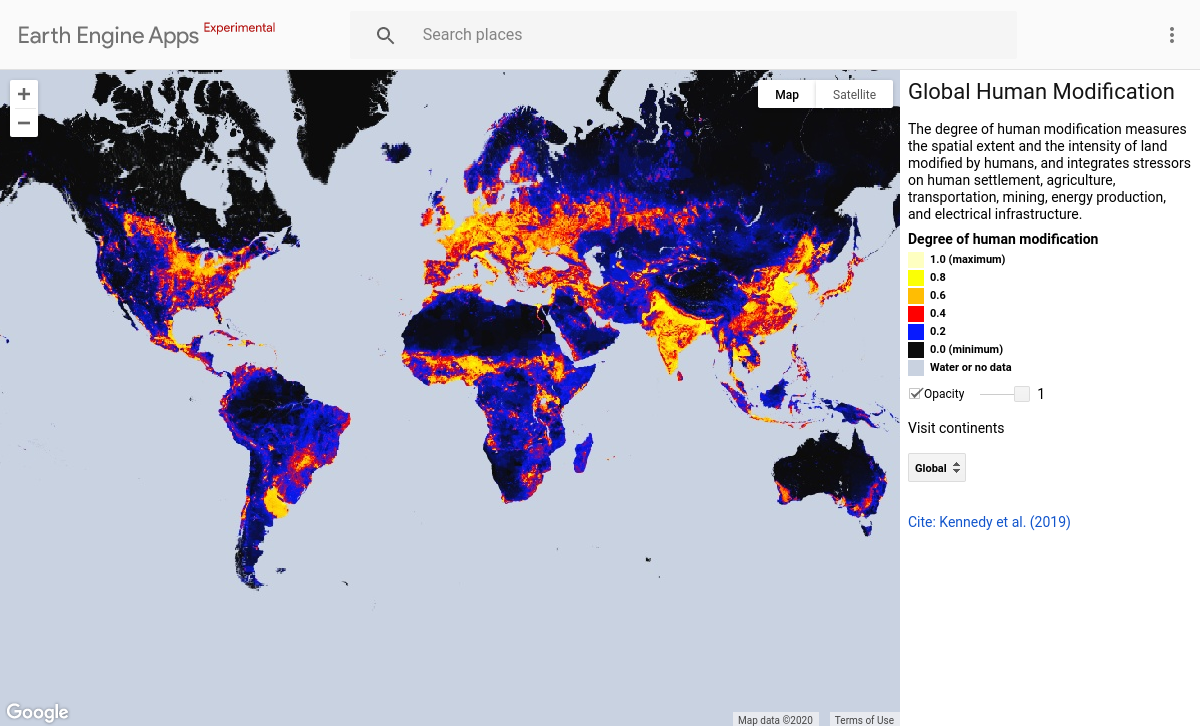 Earth Engine Apps Experimental
Search places
+
Map
Satellite
−
Global Human Modification
The degree of human modification measures
the spatial extent and the intensity of land
modified by humans, and integrates stressors
on human settlement, agriculture,
transportation, mining, energy production,
and electrical infrastructure.
Degree of human modification
1.0 (maximum)
0.8
0.6
0.4
0.2
0.0 (minimum)
Water or no data
Opacity 1
Visit continents
Global
Cite: Kennedy et al. (2019)
Google
Map data ©2020
Terms of Use